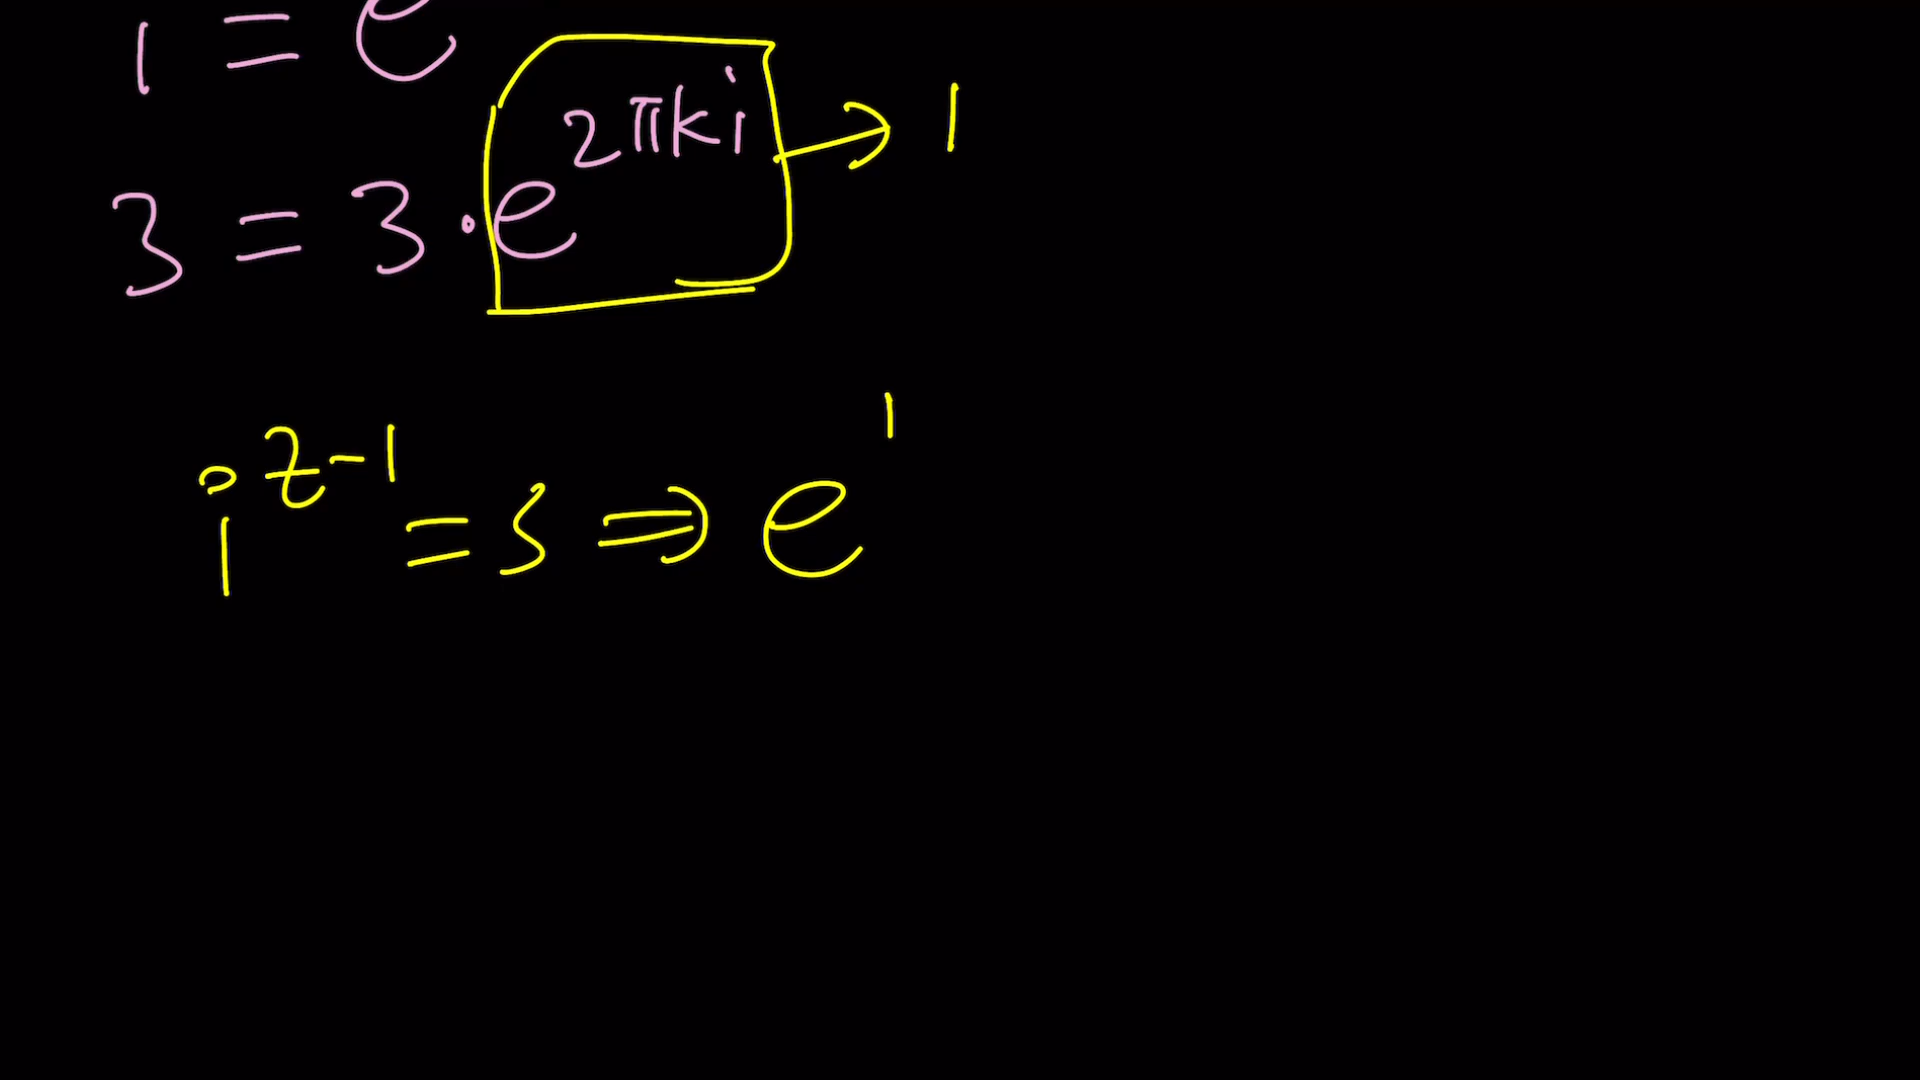 1 = e
3 = 3 · e^{2πki} → 1
i^{z-1} = 3 ⇒ e^{1}